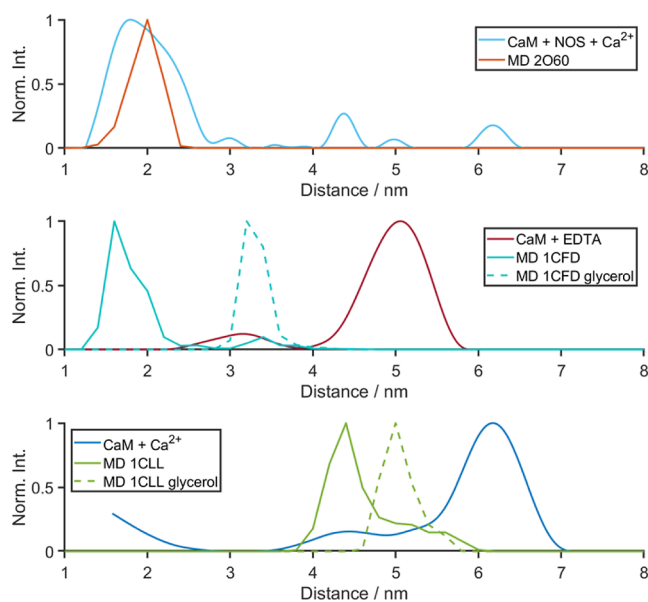 CaM + NOS + Ca²⁺
MD 2O60
Norm. Int.
1
0.5
0
1 2 3 4 5 6 7 8
Distance / nm
CaM + EDTA
MD 1CFD
MD 1CFD glycerol
Norm. Int.
1
0.5
0
1 2 3 4 5 6 7 8
Distance / nm
CaM + Ca²⁺
MD 1CLL
MD 1CLL glycerol
Norm. Int.
1
0.5
0
1 2 3 4 5 6 7 8
Distance / nm